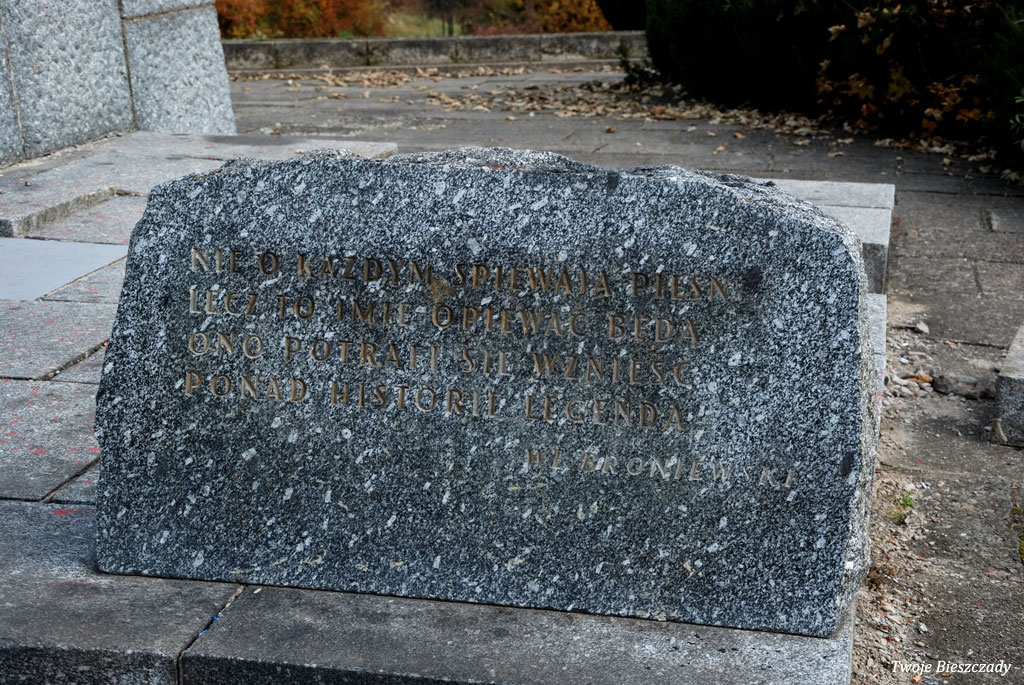 NIE O KAŻDYM ŚPIEWAJĄ PIEŚŃ
LECZ TO IMIĘ OPIEWAĆ BĘDĄ
ONO POTRAFI SIĘ WZNIEŚĆ
PONAD HISTORIĘ LEGENDĄ
WŁ. BRONIEWSKI
Twoje Bieszczady